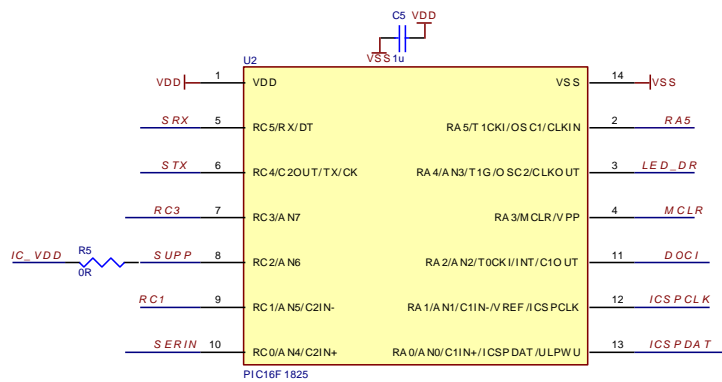 C5 VDD
VSS 1u
U2
VDD 1 VDD VSS 14 VSS
SRX 5 RC5/RX/DT RA5/T1CKI/OSC1/CLKIN 2 RA5
STX 6 RC4/C2OUT/TX/CK RA4/AN3/T1G/OSC2/CLKOUT 3 LED_DR
RC3 7 RC3/AN7 RA3/MCLR/VPP 4 MCLR
IC_VDD R5 SUPP 8 RC2/AN6 RA2/AN2/T0CKI/INT/C1OUT 11 DOCI
0R
RC1 9 RC1/AN5/C2IN- RA1/AN1/C1IN-/VREF/ICSPCLK 12 ICSPCLK
SERIN 10 RC0/AN4/C2IN+ RA0/AN0/C1IN+/ICSPDAT/ULPWU 13 ICSPDAT
PIC16F1825